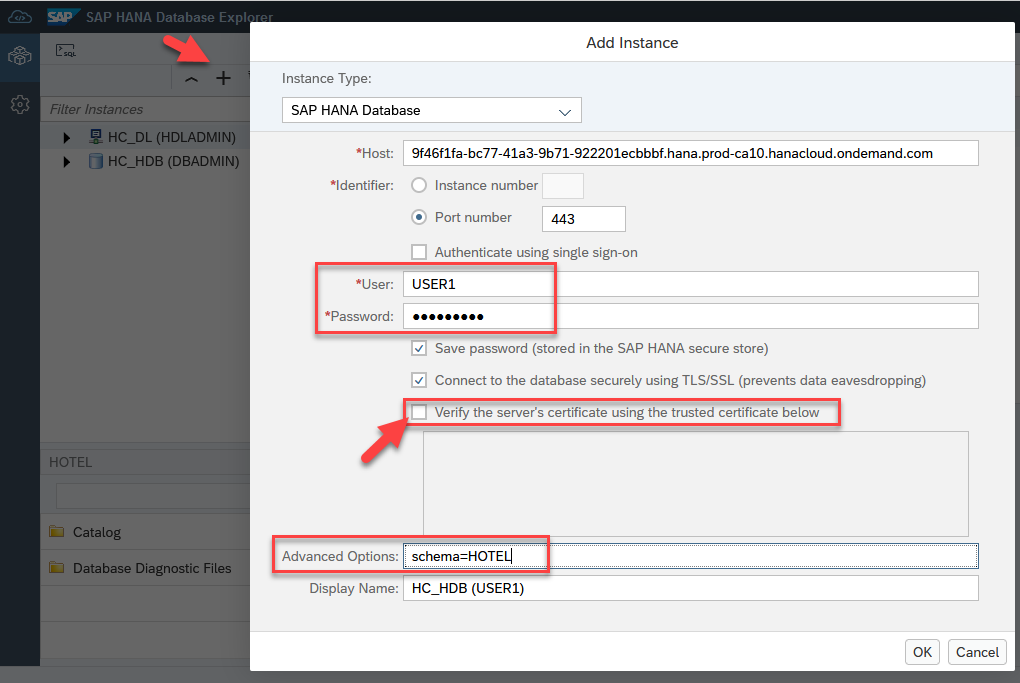 SAP SAP HANA Database Explorer
SQL
Filter Instances
HC_DL (HDLADMIN)
HC_HDB (DBADMIN)
HOTEL
Catalog
Database Diagnostic Files
Add Instance
Instance Type:
SAP HANA Database
*Host: 9f46f1fa-bc77-41a3-9b71-922201ecbbbf.hana.prod-ca10.hanacloud.ondemand.com
*Identifier: Instance number
Port number 443
Authenticate using single sign-on
*User: USER1
*Password: ●●●●●●●●●
Save password (stored in the SAP HANA secure store)
Connect to the database securely using TLS/SSL (prevents data eavesdropping)
Verify the server's certificate using the trusted certificate below
Advanced Options: schema=HOTEL
Display Name: HC_HDB (USER1)
OK Cancel